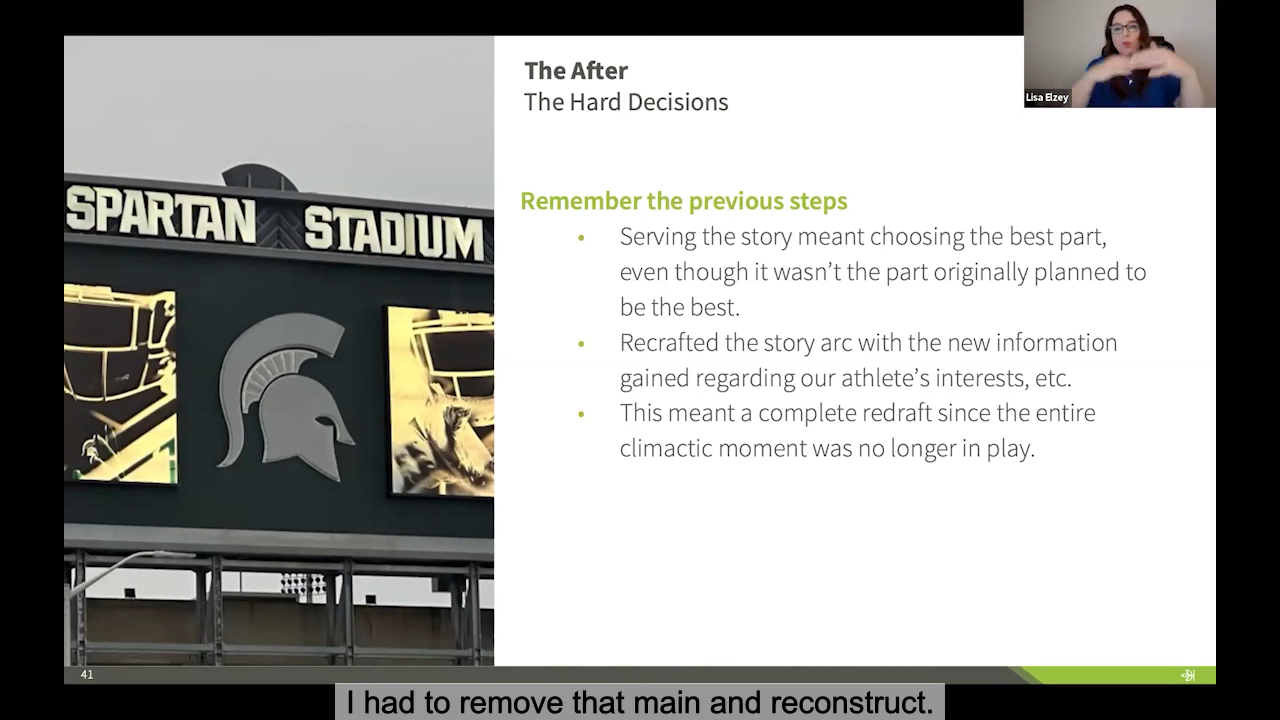 The After
The Hard Decisions
Lisa Elzey
SPARTAN STADIUM
Remember the previous steps
• Serving the story meant choosing the best part,
even though it wasn't the part originally planned to
be the best.
• Recrafted the story arc with the new information
gained regarding our athlete's interests, etc.
• This meant a complete redraft since the entire
climactic moment was no longer in play.
41
I had to remove that main and reconstruct.